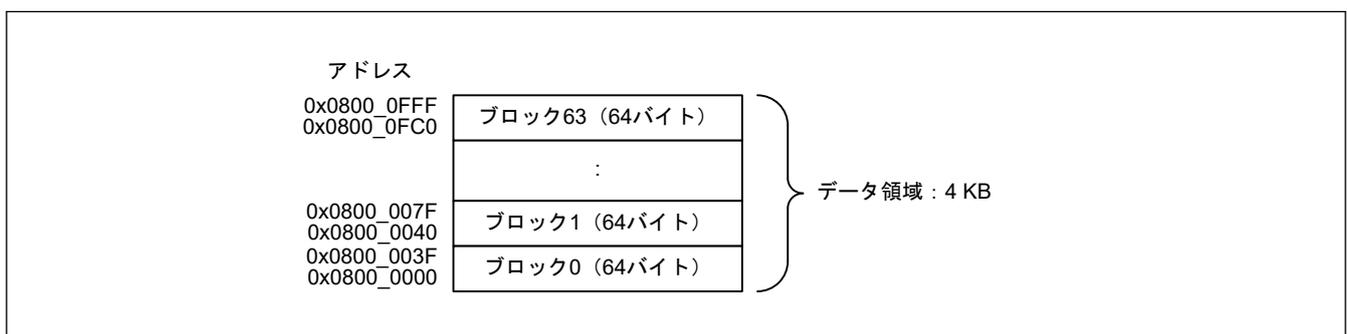 アドレス
0x0800_0FFF
0x0800_0FC0
ブロック63（64バイト）
:
データ領域：4 KB
0x0800_007F
0x0800_0040
ブロック1（64バイト）
0x0800_003F
0x0800_0000
ブロック0（64バイト）